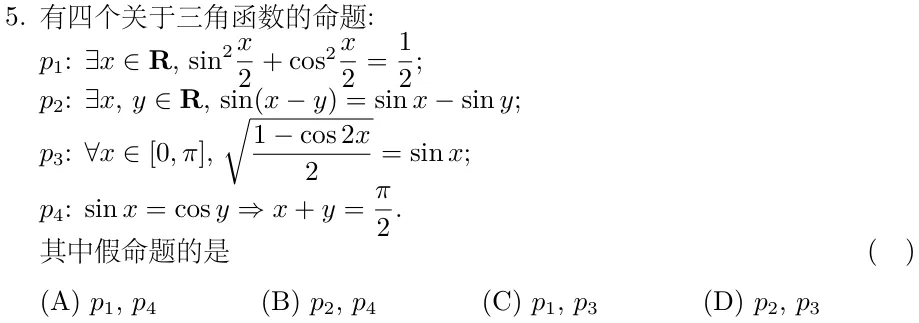 5. 有四个关于三角函数的命题:
p₁: ∃x ∈ R, sin² x/2 + cos² x/2 = 1/2;
p₂: ∃x, y ∈ R, sin(x − y) = sin x − sin y;
p₃: ∀x ∈ [0, π], √((1 − cos 2x)/2) = sin x;
p₄: sin x = cos y ⇒ x + y = π/2.
其中假命题的是 ( )
(A) p₁, p₄ (B) p₂, p₄ (C) p₁, p₃ (D) p₂, p₃